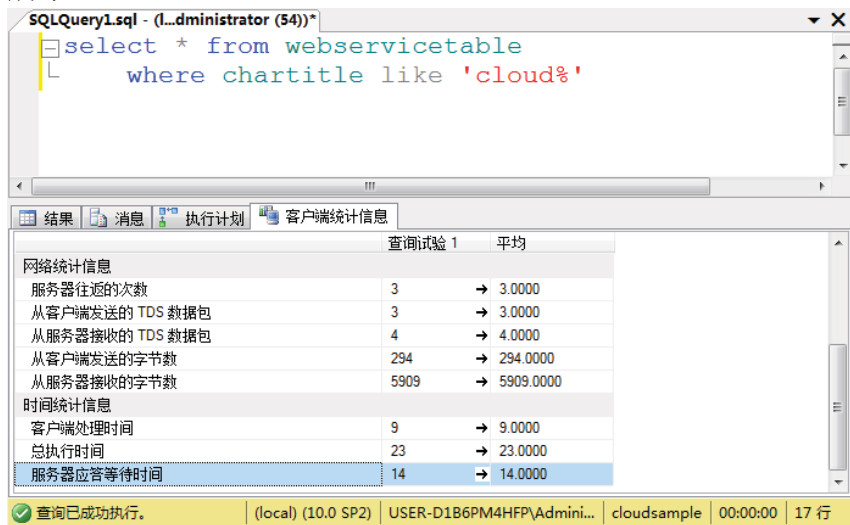 SQLQuery1.sql - (l...dministrator (54))*
select * from webservicetable
where chartitle like 'cloud%'
结果 消息 执行计划 客户端统计信息
查询试验 1 平均
网络统计信息
服务器往返的次数 3 → 3.0000
从客户端发送的 TDS 数据包 3 → 3.0000
从服务器接收的 TDS 数据包 4 → 4.0000
从客户端发送的字节数 294 → 294.0000
从服务器接收的字节数 5909 → 5909.0000
时间统计信息
客户端处理时间 9 → 9.0000
总执行时间 23 → 23.0000
服务器应答等待时间 14 → 14.0000
查询已成功执行。 (local) (10.0 SP2) USER-D1B6PM4HFP\Admini... cloudsample 00:00:00 17 行